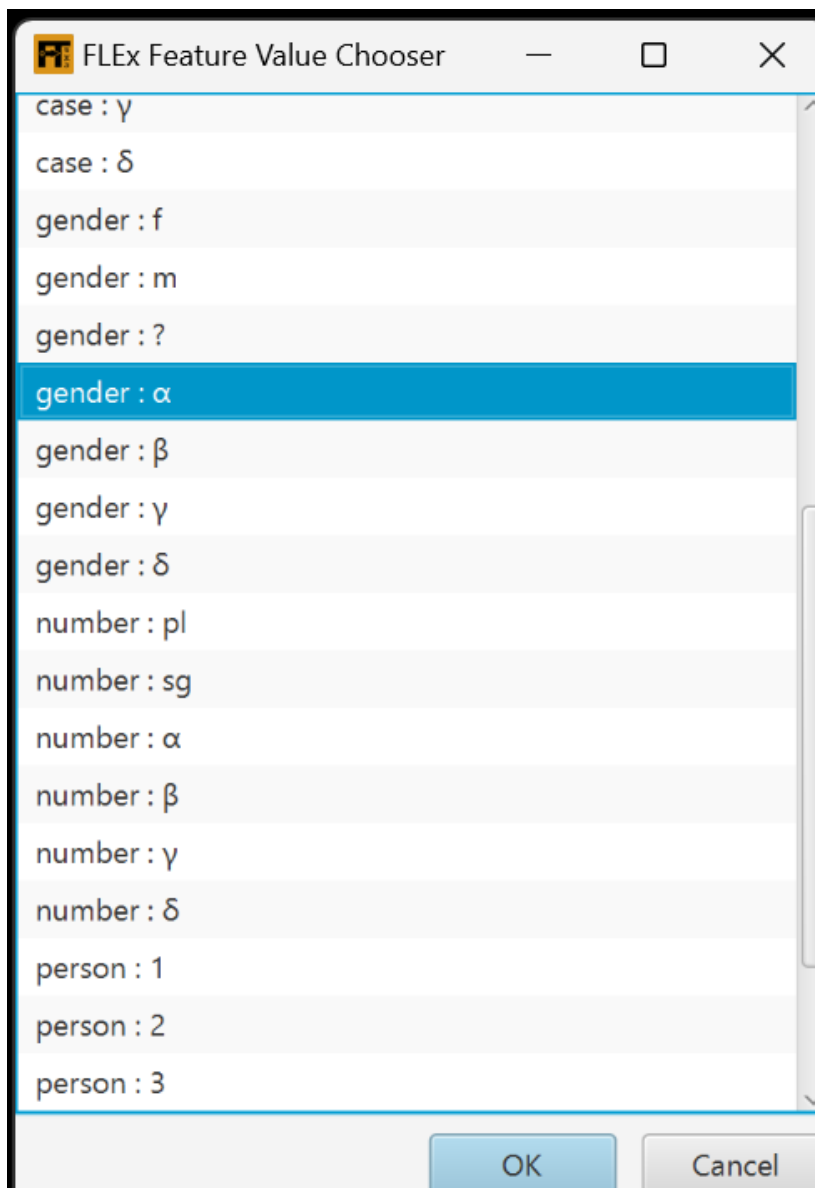 FLEx Feature Value Chooser
case : γ
case : δ
gender : f
gender : m
gender : ?
gender : α
gender : β
gender : γ
gender : δ
number : pl
number : sg
number : α
number : β
number : γ
number : δ
person : 1
person : 2
person : 3
OK Cancel